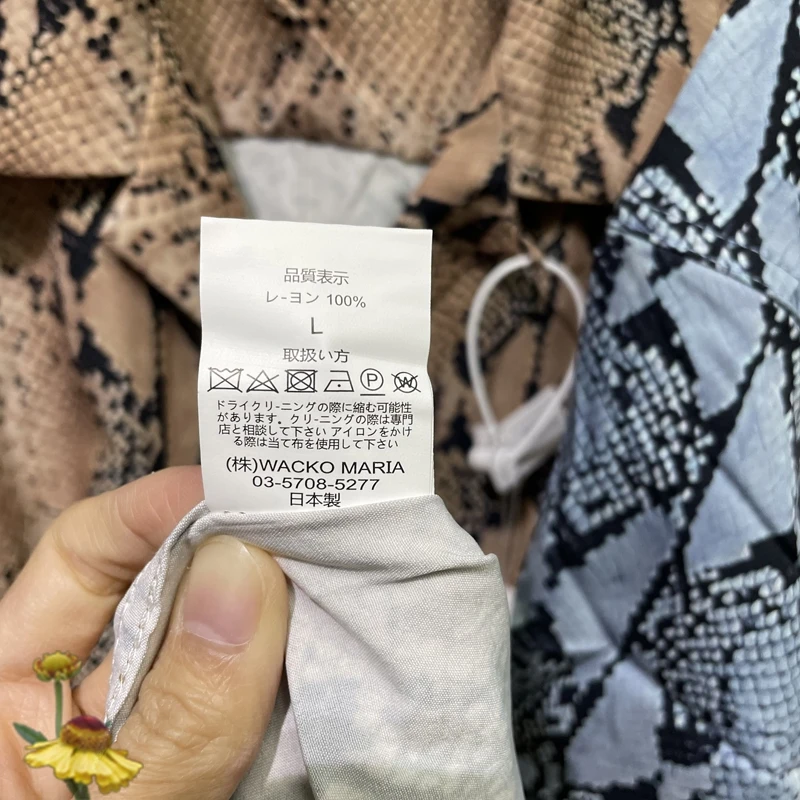 品質表示
レ-ヨン 100%
L
取扱い方
P
W
ドライクリ-ニングの際に縮む可能性
があります。クリ-ニングの際は専門
店と相談して下さい アイロンをかけ
る際は当て布を使用して下さい
(株)WACKO MARIA
03-5708-5277
日本製